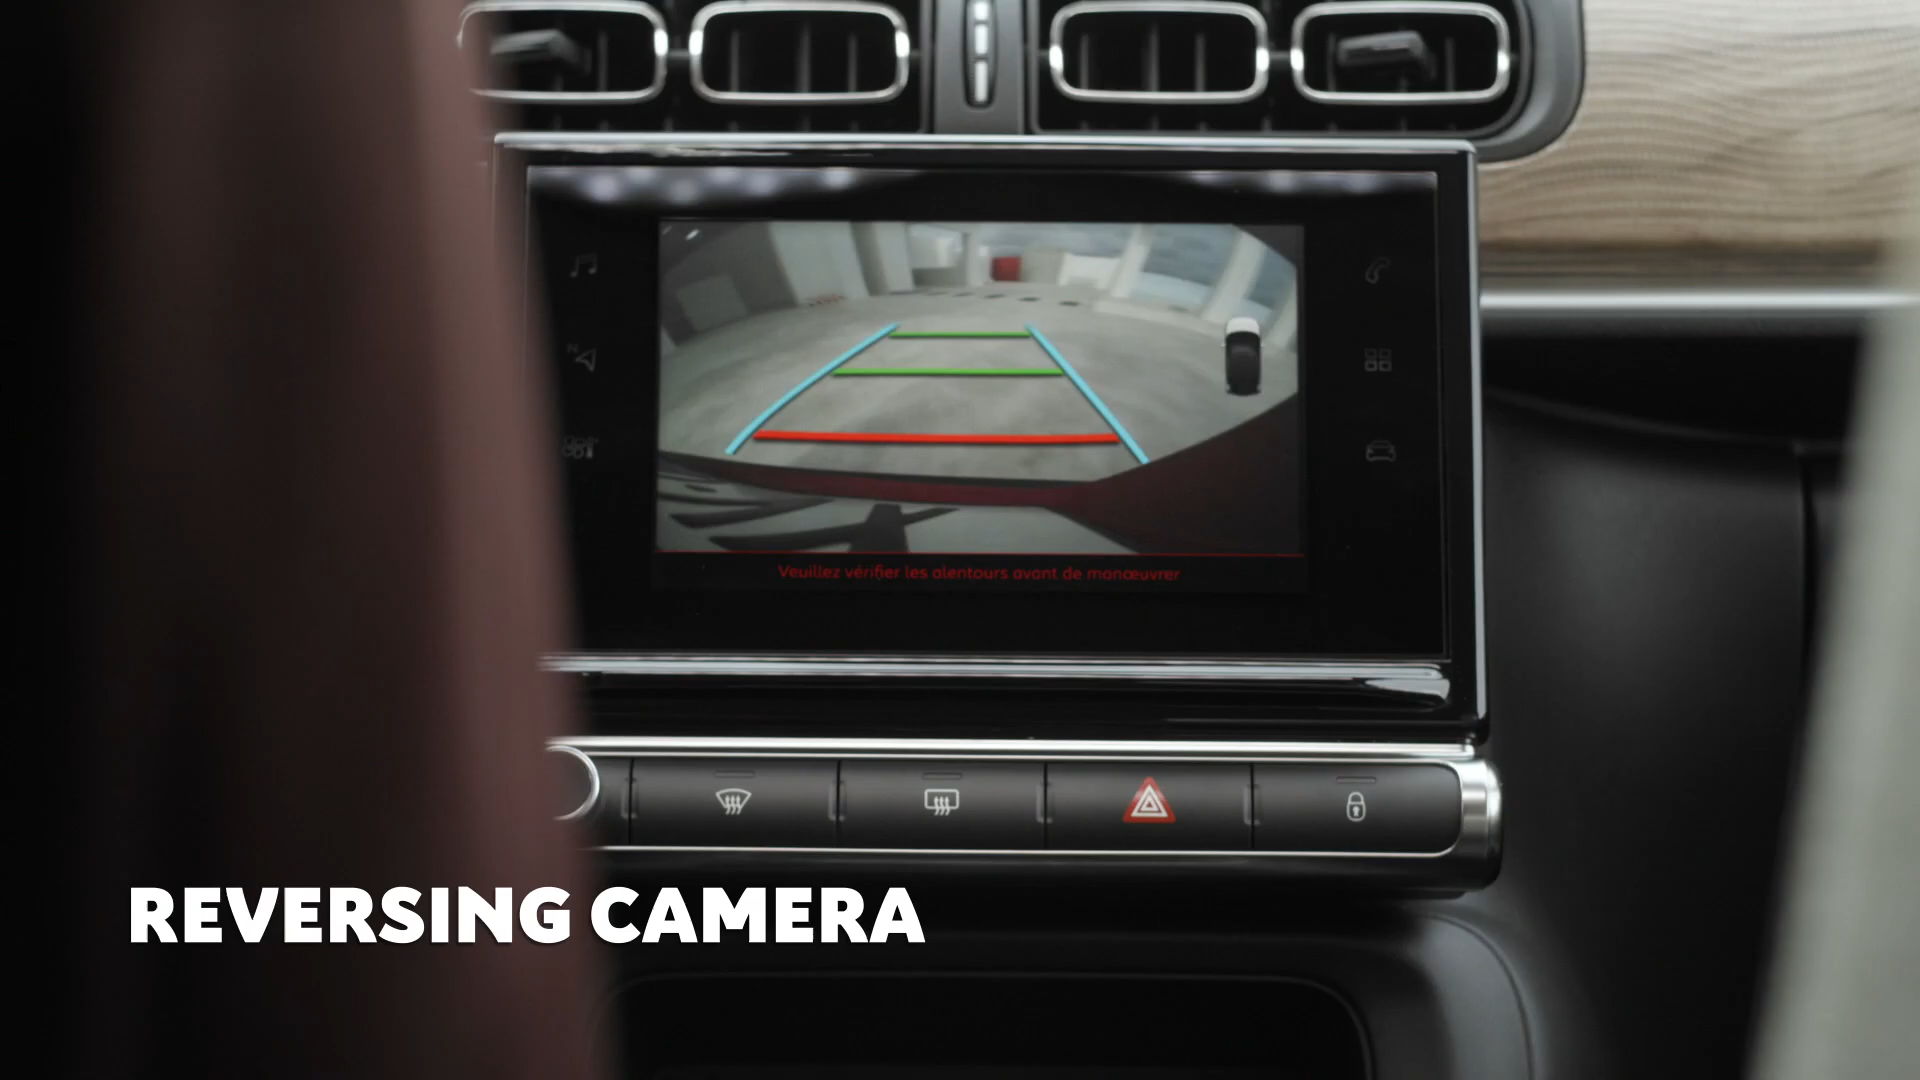 N
Veuillez vérifier les alentours avant de manœuvrer
REVERSING CAMERA